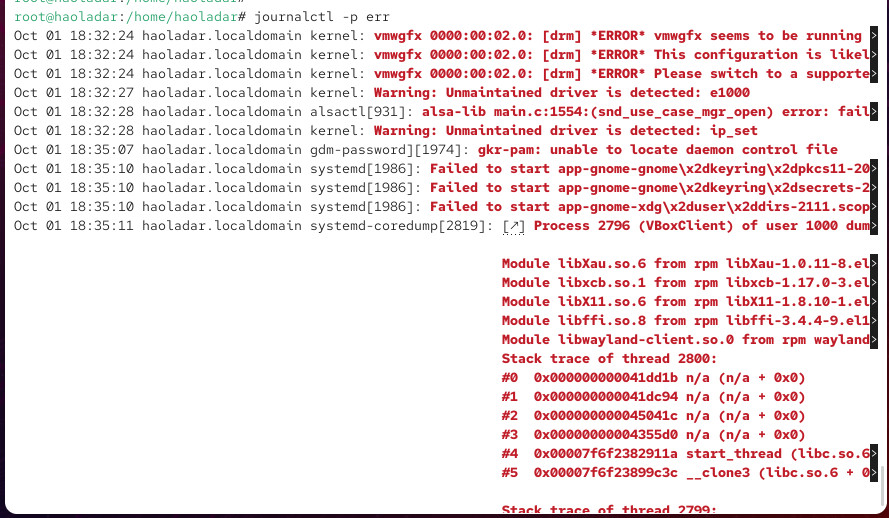 root@haoladar:/home/haoladar#
root@haoladar:/home/haoladar# journalctl -p err
Oct 01 18:32:24 haoladar.localdomain kernel: vmwgfx 0000:00:02.0: [drm] *ERROR* vmwgfx seems to be running >
Oct 01 18:32:24 haoladar.localdomain kernel: vmwgfx 0000:00:02.0: [drm] *ERROR* This configuration is likel>
Oct 01 18:32:24 haoladar.localdomain kernel: vmwgfx 0000:00:02.0: [drm] *ERROR* Please switch to a supporte>
Oct 01 18:32:27 haoladar.localdomain kernel: Warning: Unmaintained driver is detected: e1000
Oct 01 18:32:28 haoladar.localdomain alsactl[931]: alsa-lib main.c:1554:(snd_use_case_mgr_open) error: fail>
Oct 01 18:32:28 haoladar.localdomain kernel: Warning: Unmaintained driver is detected: ip_set
Oct 01 18:35:07 haoladar.localdomain gdm-password][1974]: gkr-pam: unable to locate daemon control file
Oct 01 18:35:10 haoladar.localdomain systemd[1986]: Failed to start app-gnome-gnome\x2dkeyring\x2dpkcs11-20>
Oct 01 18:35:10 haoladar.localdomain systemd[1986]: Failed to start app-gnome-gnome\x2dkeyring\x2dsecrets-2>
Oct 01 18:35:10 haoladar.localdomain systemd[1986]: Failed to start app-gnome-xdg\x2duser\x2ddirs-2111.scop>
Oct 01 18:35:11 haoladar.localdomain systemd-coredump[2819]: [↗] Process 2796 (VBoxClient) of user 1000 dum>
Module libXau.so.6 from rpm libXau-1.0.11-8.el>
Module libxcb.so.1 from rpm libxcb-1.17.0-3.el>
Module libX11.so.6 from rpm libX11-1.8.10-1.el>
Module libffi.so.8 from rpm libffi-3.4.4-9.el1>
Module libwayland-client.so.0 from rpm wayland>
Stack trace of thread 2800:
#0  0x000000000041dd1b n/a (n/a + 0x0)
#1  0x000000000041dc94 n/a (n/a + 0x0)
#2  0x000000000045041c n/a (n/a + 0x0)
#3  0x00000000004355d0 n/a (n/a + 0x0)
#4  0x00007f6f2382911a start_thread (libc.so.6>
#5  0x00007f6f23899c3c __clone3 (libc.so.6 + 0>
Stack trace of thread 2799: